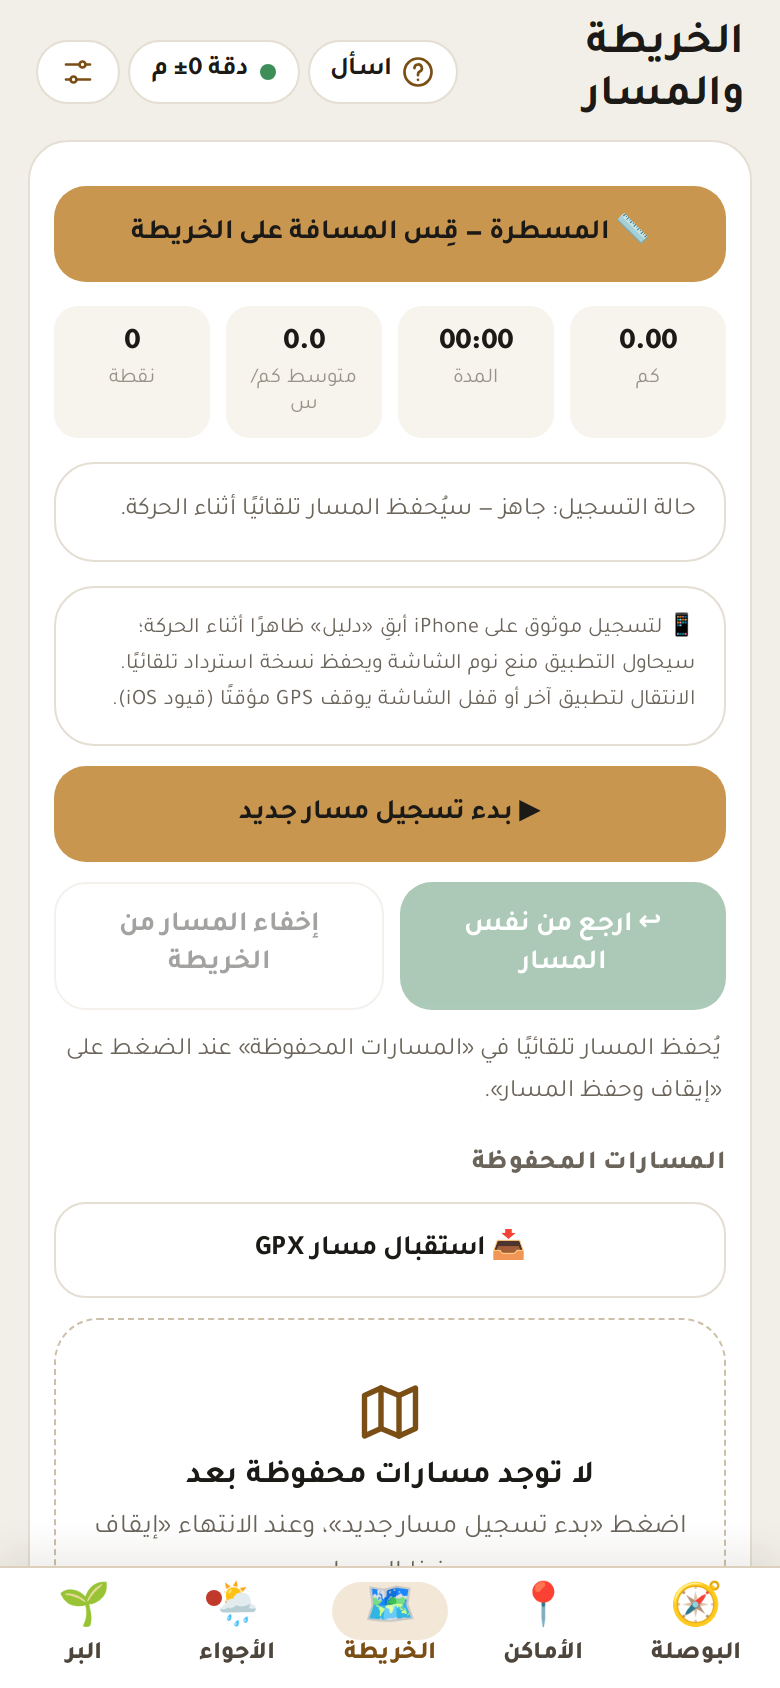 الخريطة
والمسار
اسأل
دقة ±0 م
المسطرة – قِس المسافة على الخريطة
0.00
كم
00:00
المدة
0.0
متوسط كم/
س
0
نقطة
حالة التسجيل: جاهز – سيُحفظ المسار تلقائيًا أثناء الحركة.
لتسجيل موثوق على iPhone أبقِ «دليل» ظاهرًا أثناء الحركة؛
سيحاول التطبيق منع نوم الشاشة ويحفظ نسخة استرداد تلقائيًا.
الانتقال لتطبيق آخر أو قفل الشاشة يوقف GPS مؤقتًا (قيود iOS).
▶ بدء تسجيل مسار جديد
↩ ارجع من نفس
المسار
إخفاء المسار من
الخريطة
يُحفظ المسار تلقائيًا في «المسارات المحفوظة» عند الضغط على
«إيقاف وحفظ المسار».
المسارات المحفوظة
استقبال مسار GPX
لا توجد مسارات محفوظة بعد
اضغط «بدء تسجيل مسار جديد»، وعند الانتهاء «إيقاف
البوصلة
الأماكن
الخريطة
الأجواء
البر